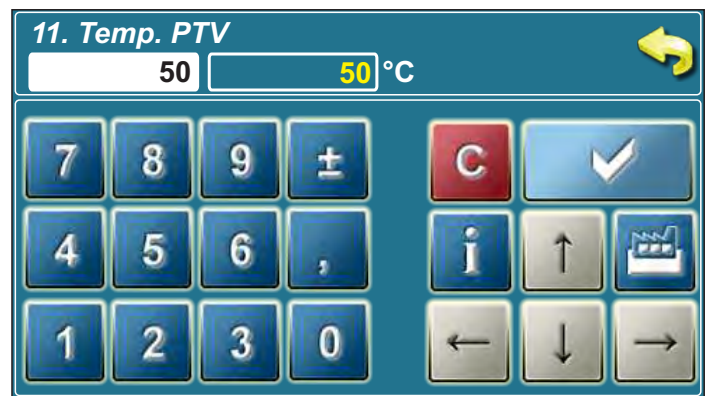 11. Temp. PTV
50 50 °C
7 8 9 ± C
4 5 6 , i ↑
1 2 3 0 ← ↓ →